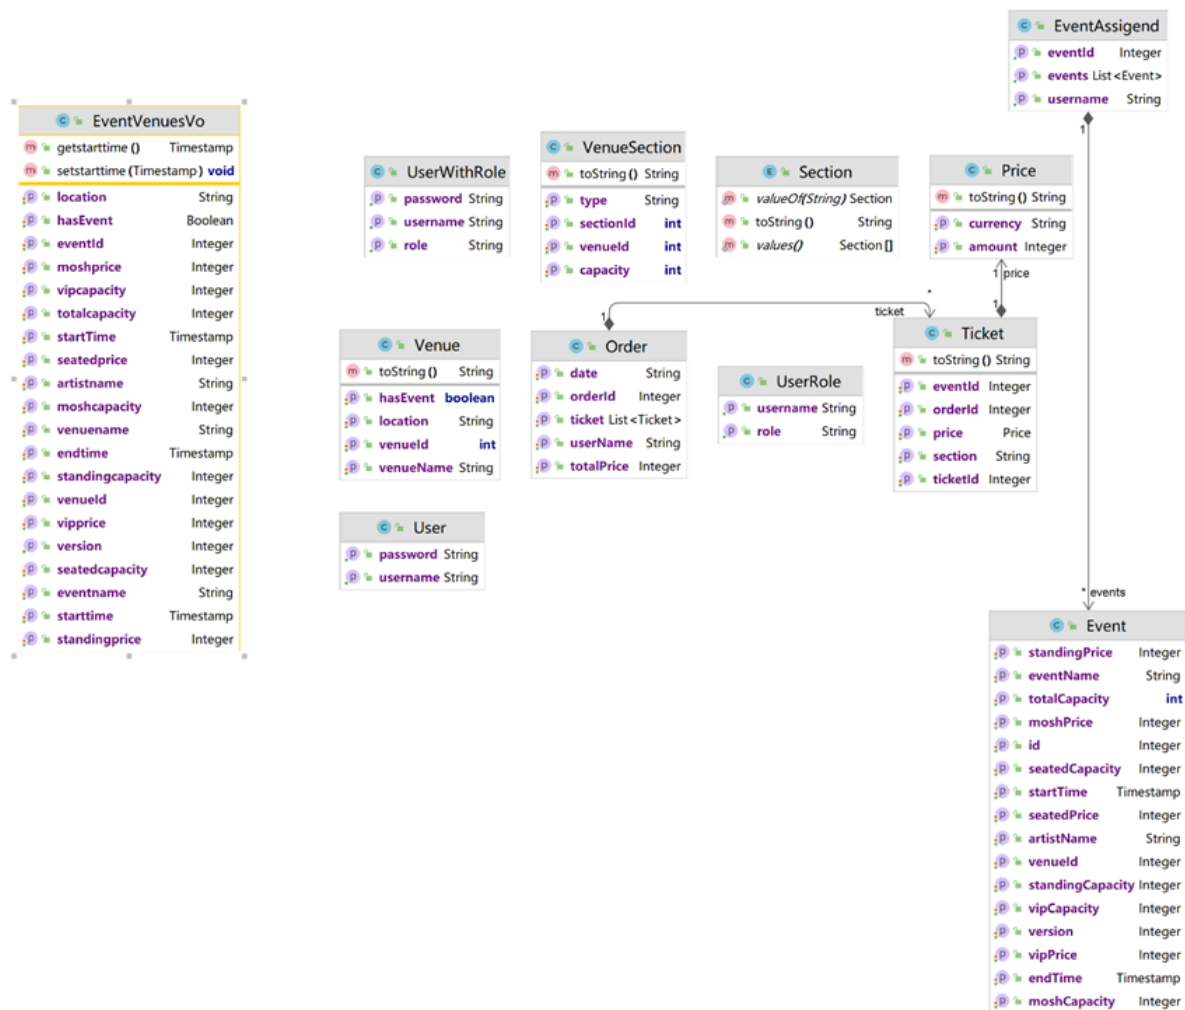 EventAssigend
eventId Integer
events List<Event>
username String
1
EventVenuesVo
getstarttime () Timestamp
setstarttime (Timestamp) void
location String
hasEvent Boolean
eventId Integer
moshprice Integer
vipcapacity Integer
totalcapacity Integer
startTime Timestamp
seatedprice Integer
artistname String
moshcapacity Integer
venuename String
endtime Timestamp
standingcapacity Integer
venueId Integer
vipprice Integer
version Integer
seatedcapacity Integer
eventname String
starttime Timestamp
standingprice Integer
UserWithRole
password String
username String
role String
VenueSection
toString () String
type String
sectionId int
venueId int
capacity int
Section
valueOf(String) Section
toString () String
values() Section []
Price
toString () String
currency String
amount Integer
1 price
1
*
ticket
1
Venue
toString () String
hasEvent boolean
location String
venueId int
venueName String
Order
date String
orderId Integer
ticket List<Ticket>
userName String
totalPrice Integer
UserRole
username String
role String
Ticket
toString () String
eventId Integer
orderId Integer
price Price
section String
ticketId Integer
User
password String
username String
* events
Event
standingPrice Integer
eventName String
totalCapacity int
moshPrice Integer
id Integer
seatedCapacity Integer
startTime Timestamp
seatedPrice Integer
artistName String
venueId Integer
standingCapacity Integer
vipCapacity Integer
version Integer
vipPrice Integer
endTime Timestamp
moshCapacity Integer